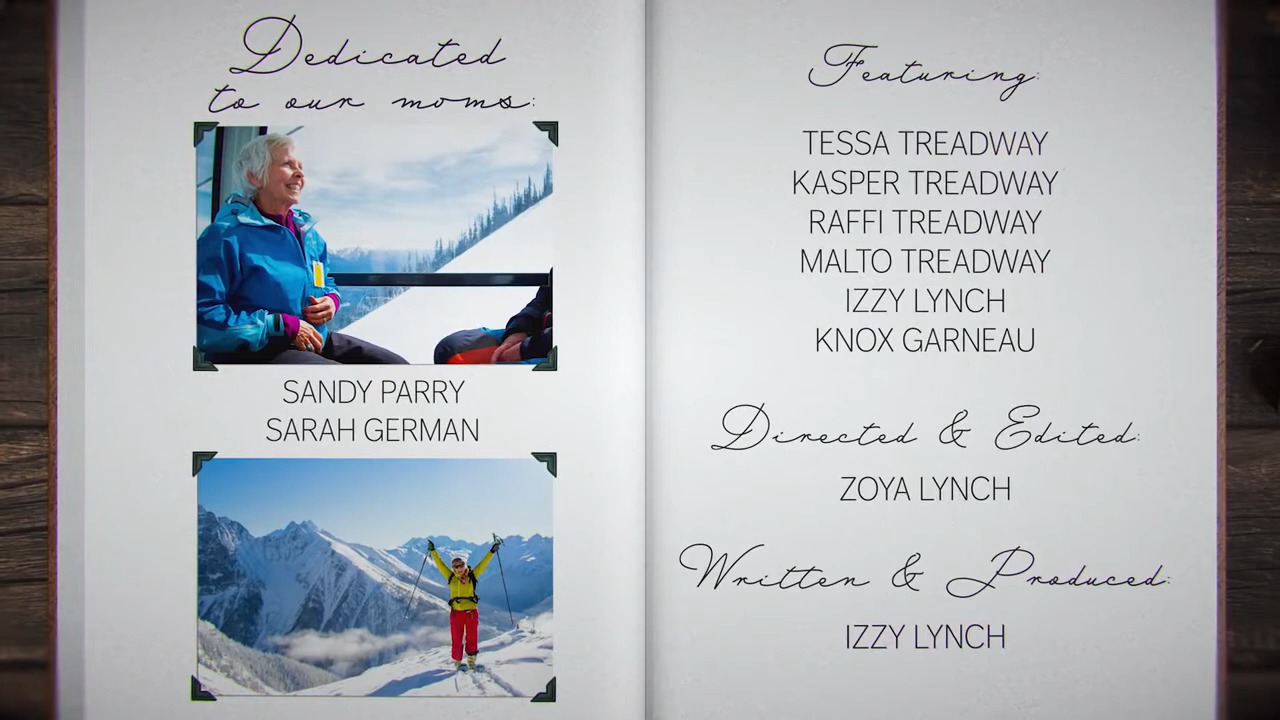 Dedicated
to our moms:
SANDY PARRY
SARAH GERMAN
Featuring:
TESSA TREADWAY
KASPER TREADWAY
RAFFI TREADWAY
MALTO TREADWAY
IZZY LYNCH
KNOX GARNEAU
Directed & Edited:
ZOYA LYNCH
Written & Produced:
IZZY LYNCH